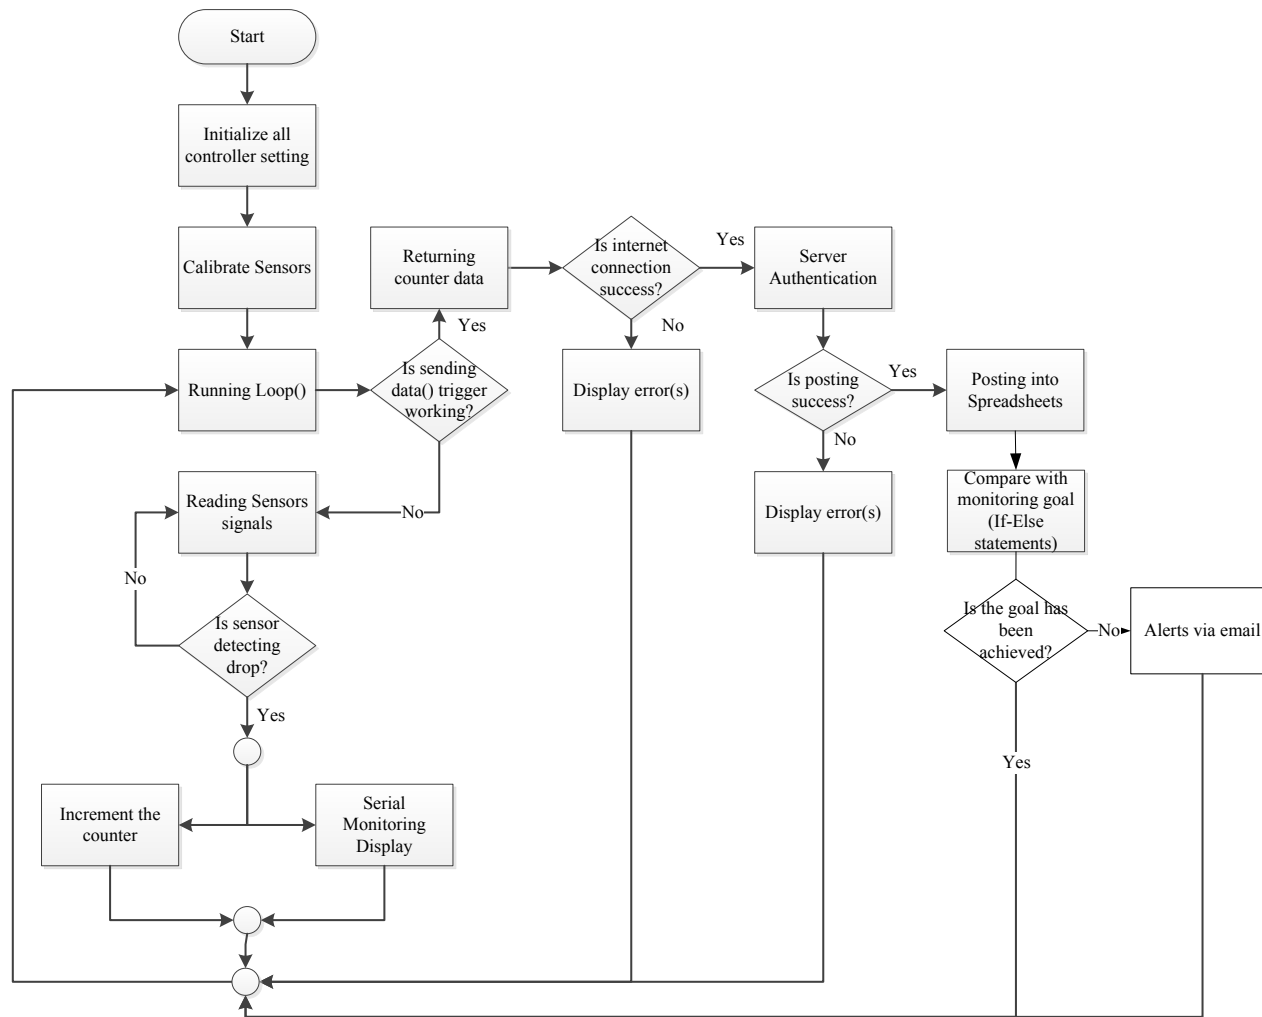 Start
Initialize all
controller setting
Calibrate Sensors
Returning
counter data
Is internet
connection
success?
Yes
Server
Authentication
Yes
No
Running Loop()
Is sending
data() trigger
working?
Display error(s)
Is posting
success?
Yes
Posting into
Spreadsheets
No
Reading Sensors
signals
No
Display error(s)
Compare with
monitoring goal
(If-Else
statements)
No
Is sensor
detecting
drop?
Is the goal has
been
achieved?
No
Alerts via email
Yes
Yes
Increment the
counter
Serial
Monitoring
Display